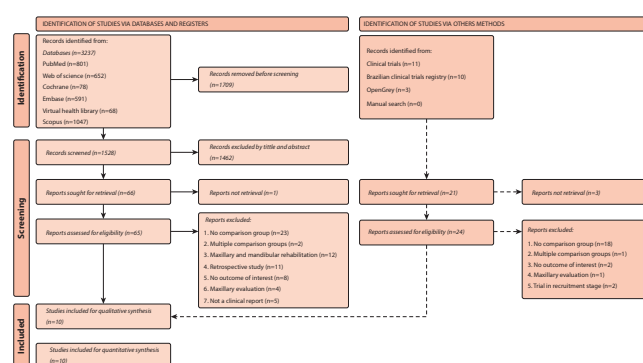 IDENTIFICATION OF STUDIES VIA DATABASES AND REGISTERS
IDENTIFICATION OF STUDIES VIA OTHERS METHODS
Identification
Records identified from:
Databases (n=3237)
PubMed (n=801)
Web of science (n=652)
Cochrane (n=78)
Embase (n=591)
Virtual health library (n=68)
Scopus (n=1047)
Records removed before screening
(n=1709)
Records identified from:
Clinical trials (n=11)
Brazilian clinical trials registry (n=10)
OpenGrey (n=3)
Manual search (n=0)
Screening
Records screened (n=1528)
Records excluded by tittle and abstract
(n=1462)
Reports sought for retrieval (n=66)
Reports not retrieval (n=1)
Reports sought for retrieval (n=21)
Reports not retrieval (n=3)
Reports assessed for eligibility (n=65)
Reports excluded:
1. No comparison group (n=23)
2. Multiple comparison groups (n=2)
3. Maxillary and mandibular rehabilitation (n=12)
4. Retrospective study (n=11)
5. No outcome of interest (n=8)
6. Maxillary evaluation (n=4)
7. Not a clinical report (n=5)
Reports assessed for eligibility (n=24)
Reports excluded:
1. No comparison group (n=18)
2. Multiple comparison groups (n=1)
3. No outcome of interest (n=2)
4. Maxillary evaluation (n=1)
5. Trial in recruitment stage (n=2)
Included
Studies included for qualitative synthesis
(n=10)
Studies included for quantitative synthesis
(n=10)